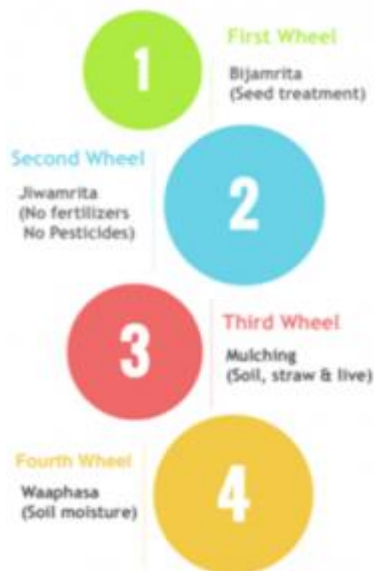 1
First Wheel
Bijamrita
(Seed treatment)
Second Wheel
Jiwamrita
(No fertilizers
No Pesticides)
2
3
Third Wheel
Mulching
(Soil, straw & live)
Fourth Wheel
Waaphasa
(Soil moisture)
4